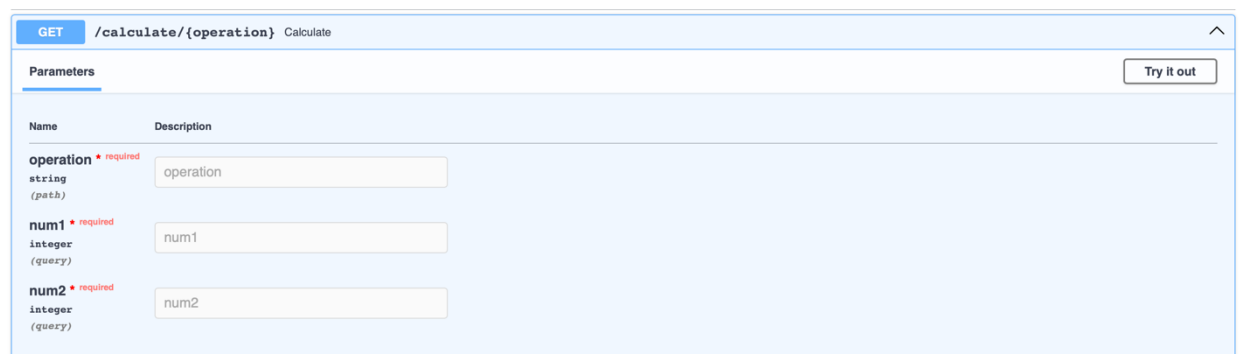 GET /calculate/{operation} Calculate
Parameters Try it out
Name Description
operation * required operation
string
(path)
num1 * required num1
integer
(query)
num2 * required num2
integer
(query)